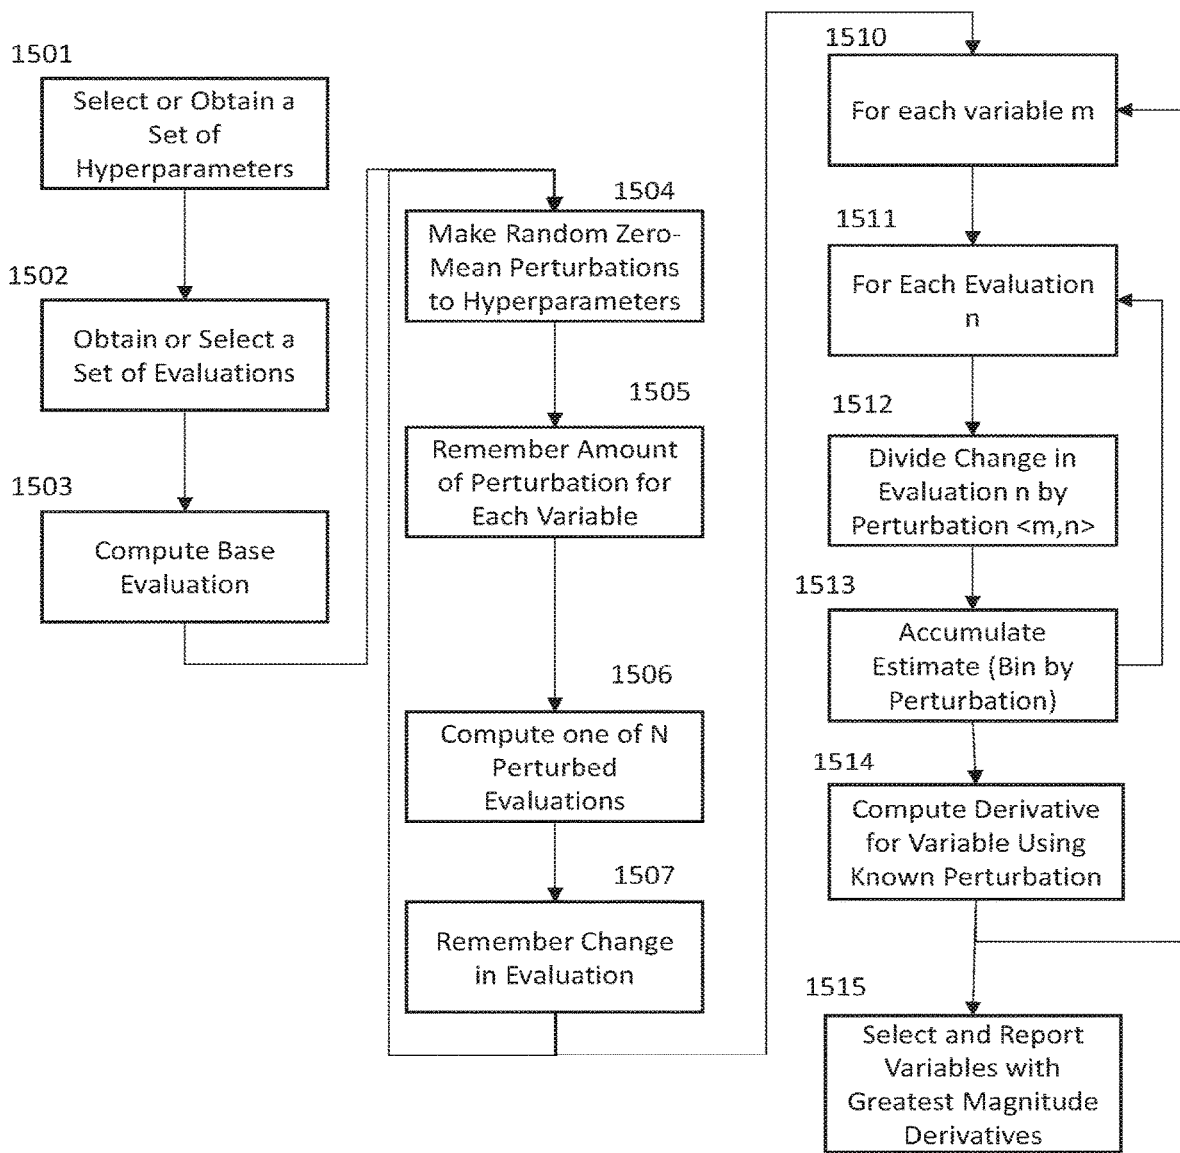 1501
Select or Obtain a
Set of
Hyperparameters
1502
Obtain or Select a
Set of Evaluations
1503
Compute Base
Evaluation
1504
Make Random Zero-
Mean Perturbations
to Hyperparameters
1505
Remember Amount
of Perturbation for
Each Variable
1506
Compute one of N
Perturbed
Evaluations
1507
Remember Change
in Evaluation
1510
For each variable m
1511
For Each Evaluation
n
1512
Divide Change in
Evaluation n by
Perturbation <m,n>
1513
Accumulate
Estimate (Bin by
Perturbation)
1514
Compute Derivative
for Variable Using
Known Perturbation
1515
Select and Report
Variables with
Greatest Magnitude
Derivatives